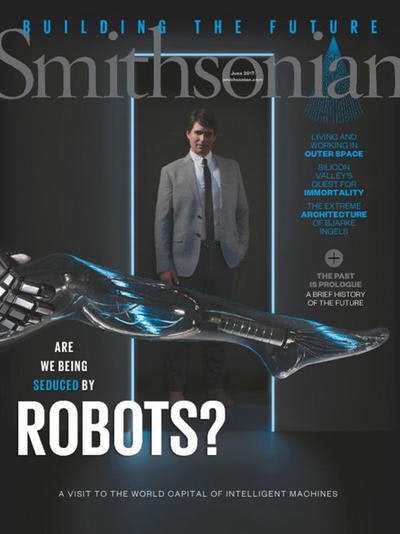 BUILDING THE FUTURE
Smithsonian
June 2017
smithsonian.com
LIVING AND
WORKING IN
OUTER SPACE
SILICON
VALLEY'S
QUEST FOR
IMMORTALITY
THE EXTREME
ARCHITECTURE
OF BJARKE
INGELS
THE PAST
IS PROLOGUE
A BRIEF HISTORY
OF THE FUTURE
ARE
WE BEING
SEDUCED BY
ROBOTS?
A VISIT TO THE WORLD CAPITAL OF INTELLIGENT MACHINES